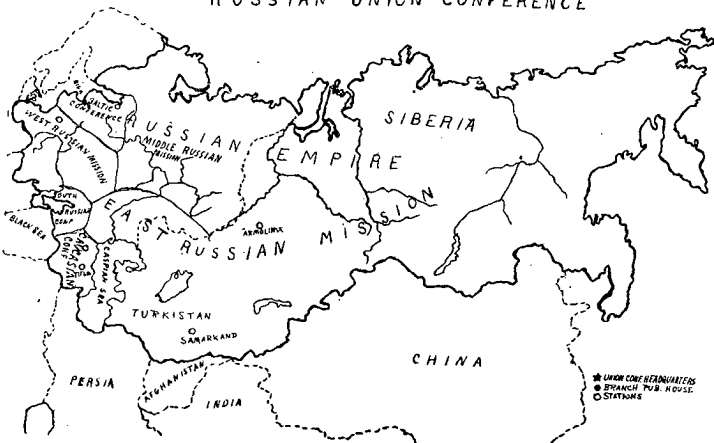 RUSSIAN UNION CONFERENCE
SIBERIA
BALTIC
CONFERENCE
RUSSIAN
EMPIRE
MIDDLE RUSSIAN
MISSION
WEST RUSSIAN MISSION
SOUTH
RUSSIAN
CONF
BLACK SEA
CAUCASIAN
CONF
CASPIAN SEA
EAST RUSSIAN MISSION
AKMOLINSK
TURKISTAN
SAMARKAND
CHINA
PERSIA
AFGHANISTAN
INDIA
UNION CONF HEADQUARTERS
BRANCH PUB. HOUSE
STATIONS